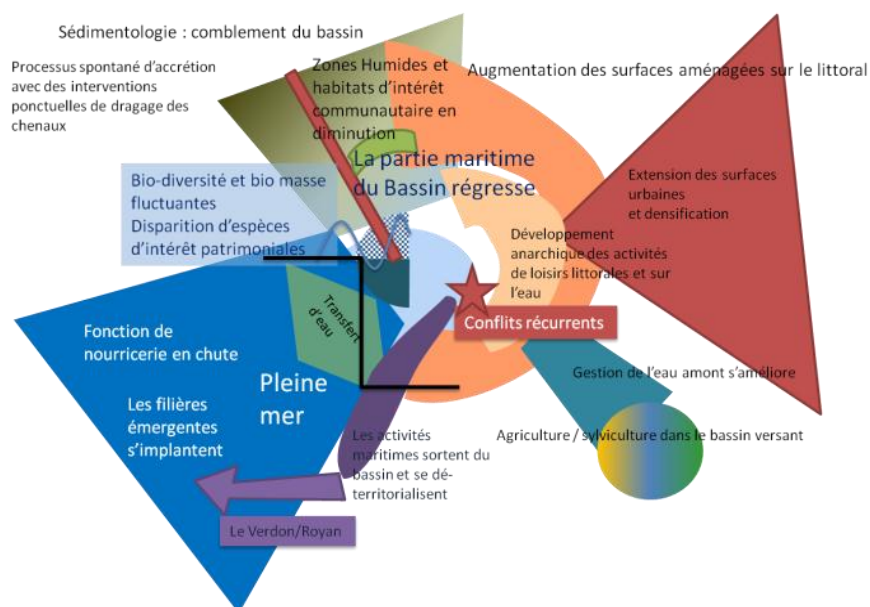 Sédimentologie : comblement du bassin
Processus spontané d'accrétion
avec des interventions
ponctuelles de dragage des
chenaux
Zones Humides et
habitats d'intérêt
communautaire en
diminution
Augmentation des surfaces aménagées sur le littoral
La partie maritime
du Bassin régresse
Bio-diversité et bio masse
fluctuantes
Disparition d'espèces
d'intérêt patrimoniales
Extension des surfaces
urbaines
et densification
Développement
anarchique des activités
de loisirs littorales et sur
l'eau
Conflits récurrents
Transfert
d'eau
Fonction de
nourricerie en chute
Pleine
mer
Les filières
émergentes
s'implantent
Gestion de l'eau amont s'améliore
Agriculture / sylviculture dans le bassin versant
Les activités
maritimes sortent du
bassin et se dé-
territorialisent
Le Verdon/Royan